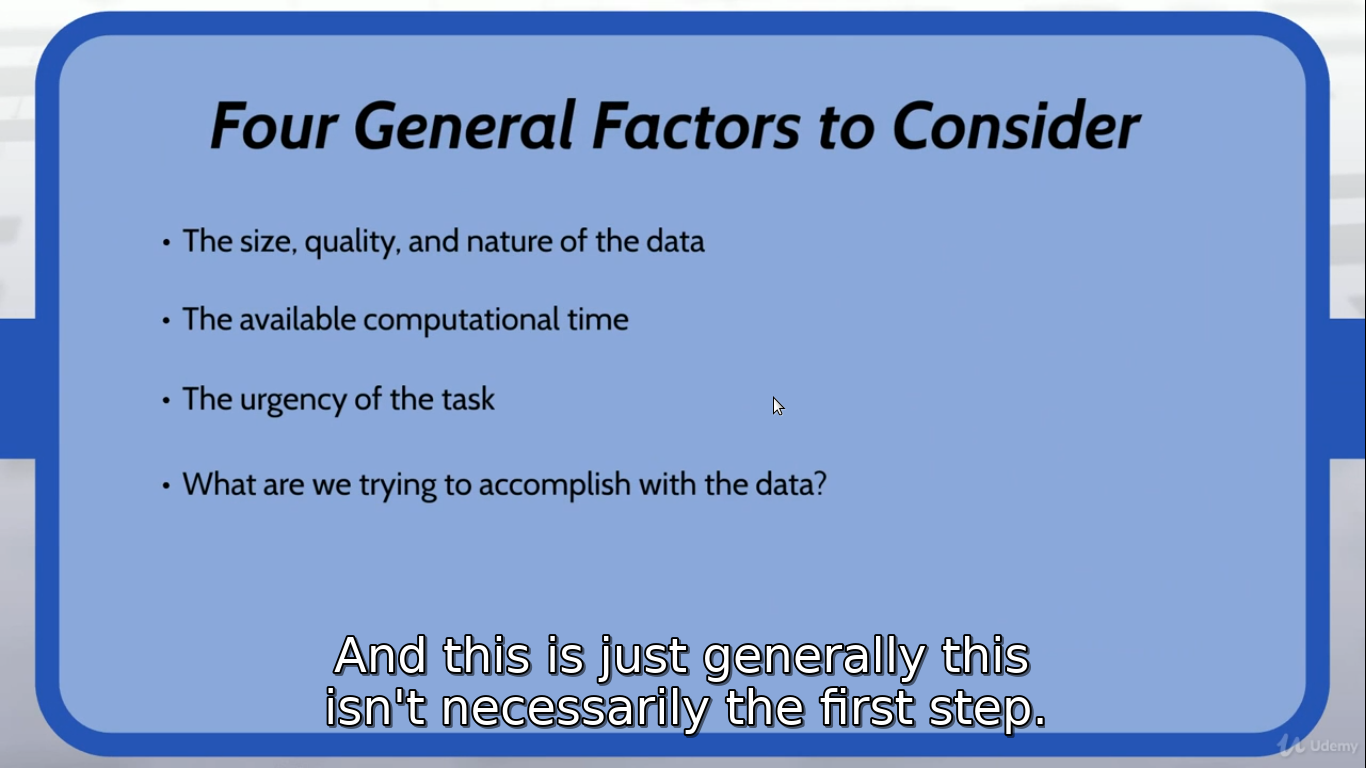 Four General Factors to Consider
• The size, quality, and nature of the data
• The available computational time
• The urgency of the task
• What are we trying to accomplish with the data?
And this is just generally this
isn't necessarily the first step.
Udemy